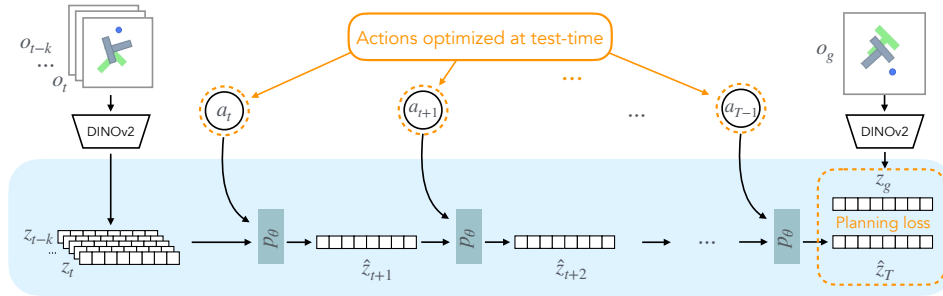 o_{t-k}
...
o_t
Actions optimized at test-time
...
o_g
DINOv2
a_t
a_{t+1}
...
a_{T-1}
DINOv2
z_{t-k}
...
z_t
p_θ
ẑ_{t+1}
p_θ
ẑ_{t+2}
...
p_θ
z_g
Planning loss
ẑ_T